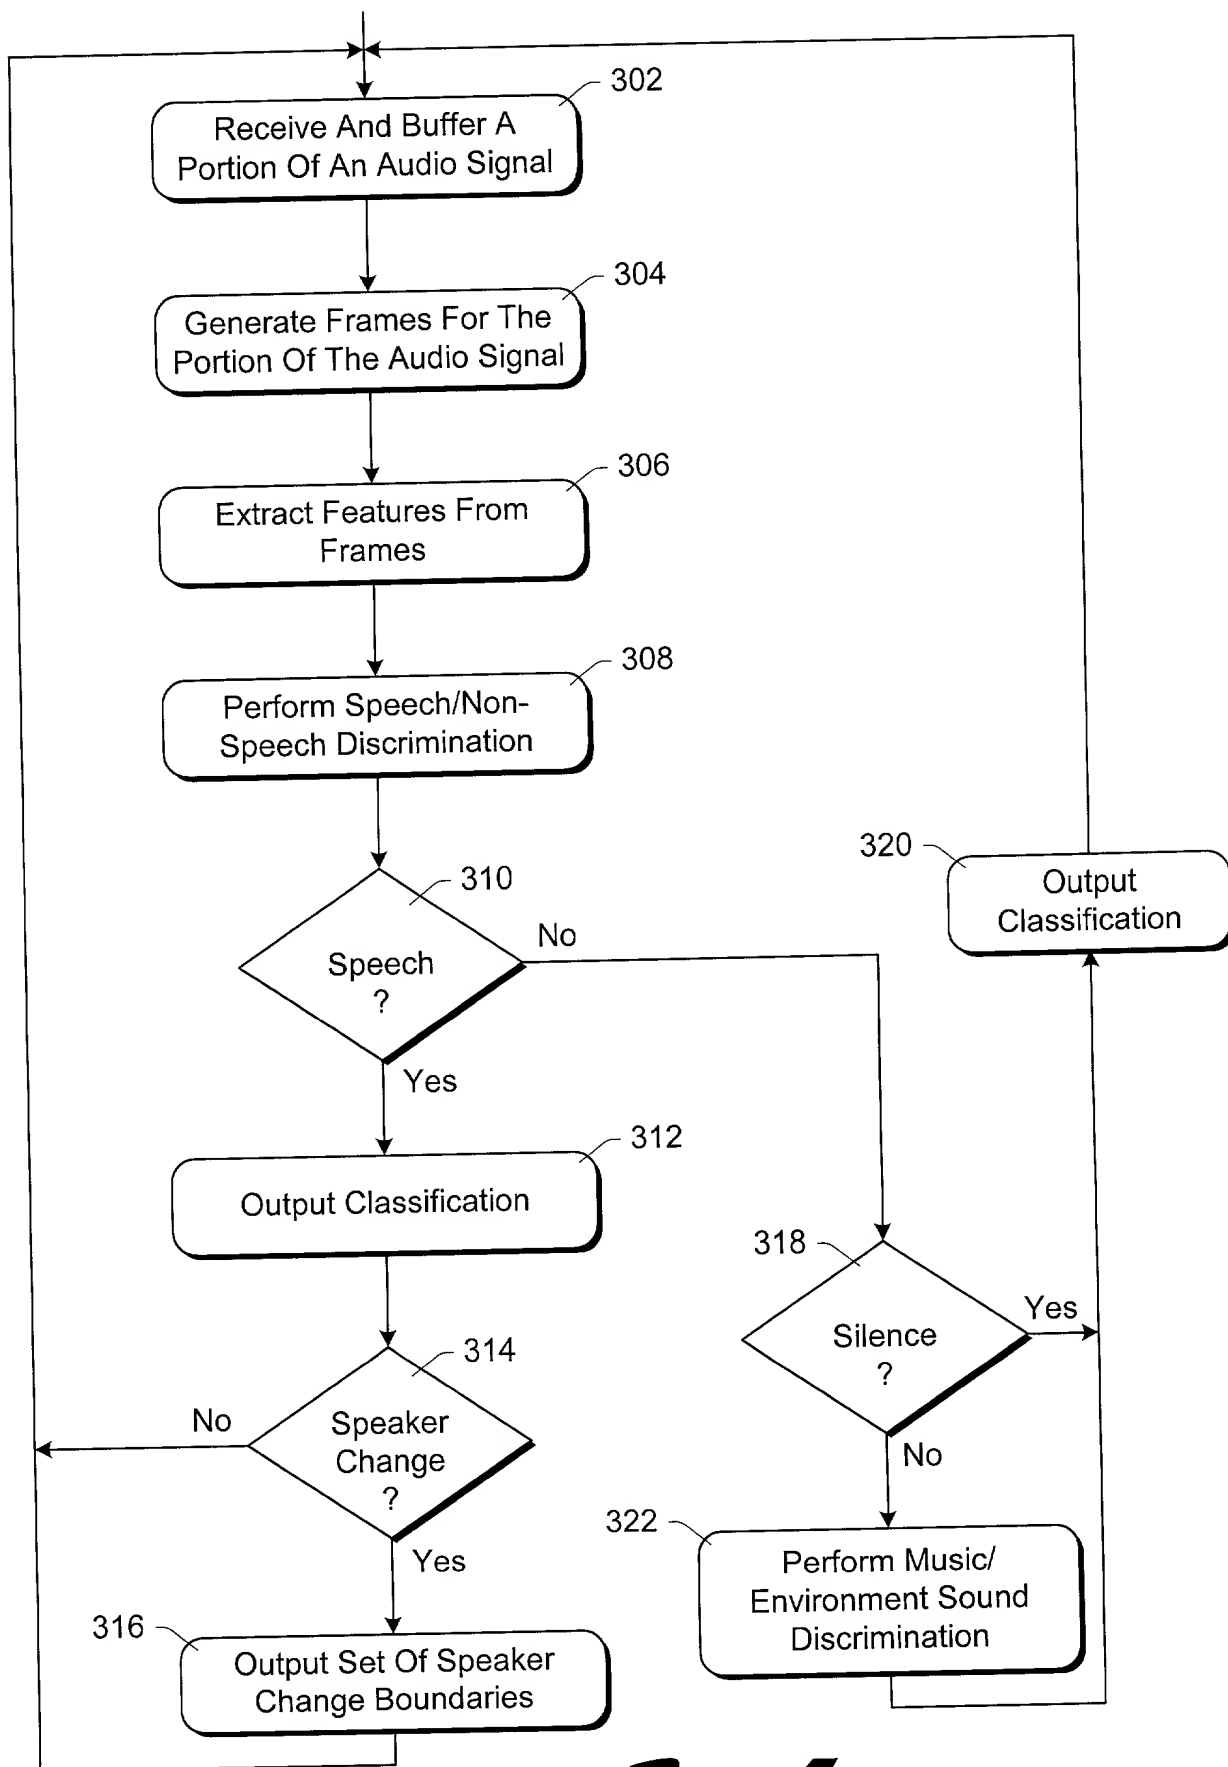 302
Receive And Buffer A
Portion Of An Audio Signal
304
Generate Frames For The
Portion Of The Audio Signal
306
Extract Features From
Frames
308
Perform Speech/Non-
Speech Discrimination
310
Speech
?
No
Yes
320
Output
Classification
312
Output Classification
318
Silence
?
Yes
No
314
Speaker
Change
?
No
Yes
322
Perform Music/
Environment Sound
Discrimination
316
Output Set Of Speaker
Change Boundaries